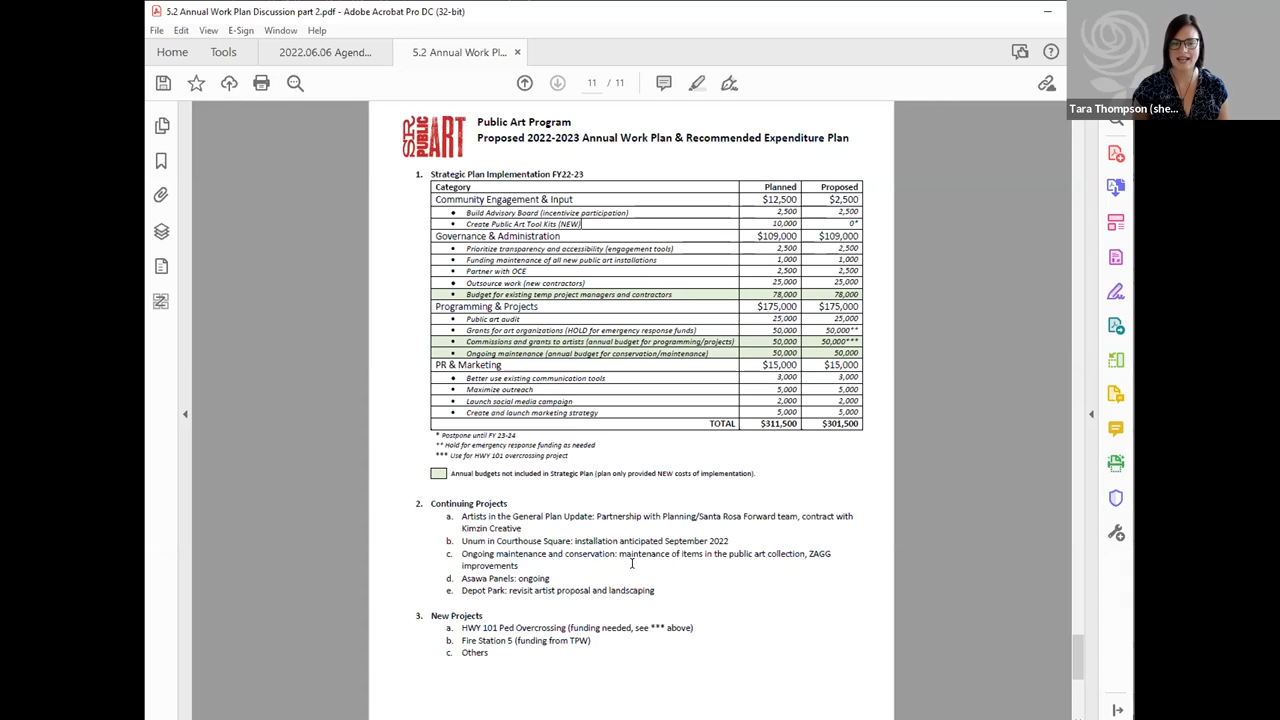 5.2 Annual Work Plan Discussion part 2.pdf - Adobe Acrobat Pro DC (32-bit)
File Edit View E-Sign Window Help
Home Tools 2022.06.06 Agend... 5.2 Annual Work Pl... ×
11 / 11
Tara Thompson (she...
SR PUBLIC ART
Public Art Program
Proposed 2022-2023 Annual Work Plan & Recommended Expenditure Plan
1. Strategic Plan Implementation FY22-23
Category Planned Proposed
Community Engagement & Input $12,500 $2,500
• Build Advisory Board (incentivize participation) 2,500 2,500
• Create Public Art Tool Kits (NEW) 10,000 0*
Governance & Administration $109,000 $109,000
• Prioritize transparency and accessibility (engagement tools) 2,500 2,500
• Funding maintenance of all new public art installations 1,000 1,000
• Partner with OCE 2,500 2,500
• Outsource work (new contractors) 25,000 25,000
• Budget for existing temp project managers and contractors 78,000 78,000
Programming & Projects $175,000 $175,000
• Public art audit 25,000 25,000
• Grants for art organizations (HOLD for emergency response funds) 50,000 50,000**
• Commissions and grants to artists (annual budget for programming/projects) 50,000 50,000***
• Ongoing maintenance (annual budget for conservation/maintenance) 50,000 50,000
PR & Marketing $15,000 $15,000
• Better use existing communication tools 3,000 3,000
• Maximize outreach 5,000 5,000
• Launch social media campaign 2,000 2,000
• Create and launch marketing strategy 5,000 5,000
TOTAL $311,500 $301,500
* Postpone until FY 23-24
** Hold for emergency response funding as needed
*** Use for HWY 101 overcrossing project
Annual budgets not included in Strategic Plan (plan only provided NEW costs of implementation).
2. Continuing Projects
a. Artists in the General Plan Update: Partnership with Planning/Santa Rosa Forward team, contract with
Kimzin Creative
b. Unum in Courthouse Square: installation anticipated September 2022
c. Ongoing maintenance and conservation: maintenance of items in the public art collection, ZAGG
improvements
d. Asawa Panels: ongoing
e. Depot Park: revisit artist proposal and landscaping
3. New Projects
a. HWY 101 Ped Overcrossing (funding needed, see *** above)
b. Fire Station 5 (funding from TPW)
c. Others